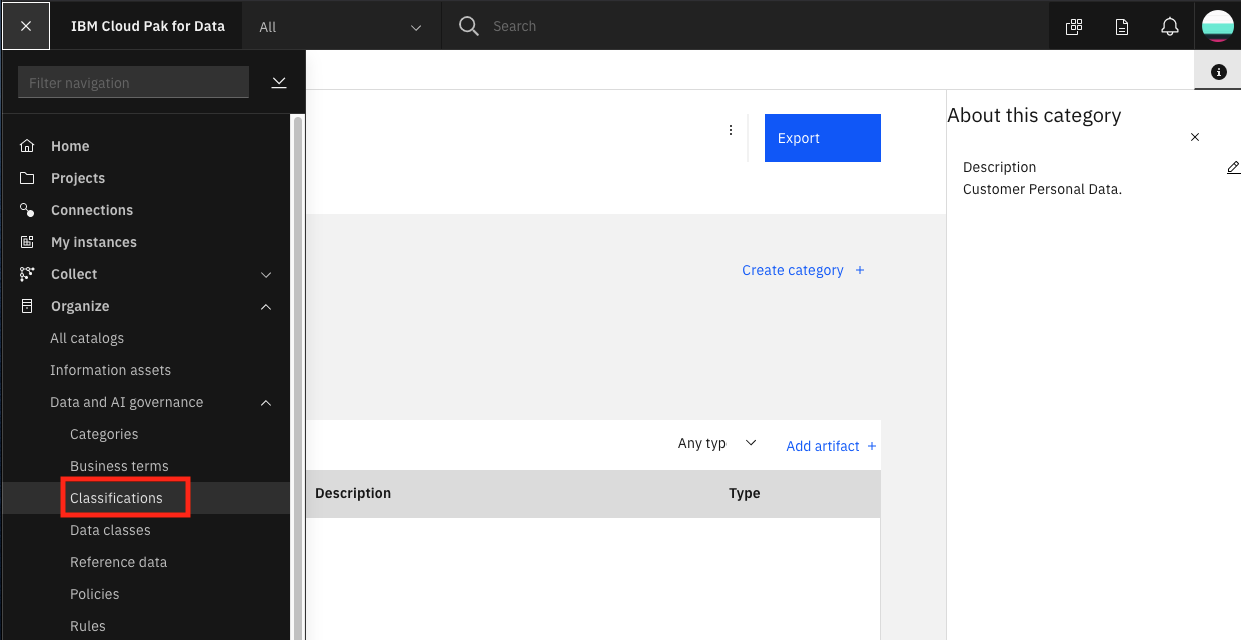 IBM Cloud Pak for Data
All
Search
Filter navigation
Home
Projects
Connections
My instances
Collect
Organize
All catalogs
Information assets
Data and AI governance
Categories
Business terms
Classifications
Data classes
Reference data
Policies
Rules
Export
Create category +
Any typ
Add artifact +
Description
Type
About this category
Description
Customer Personal Data.